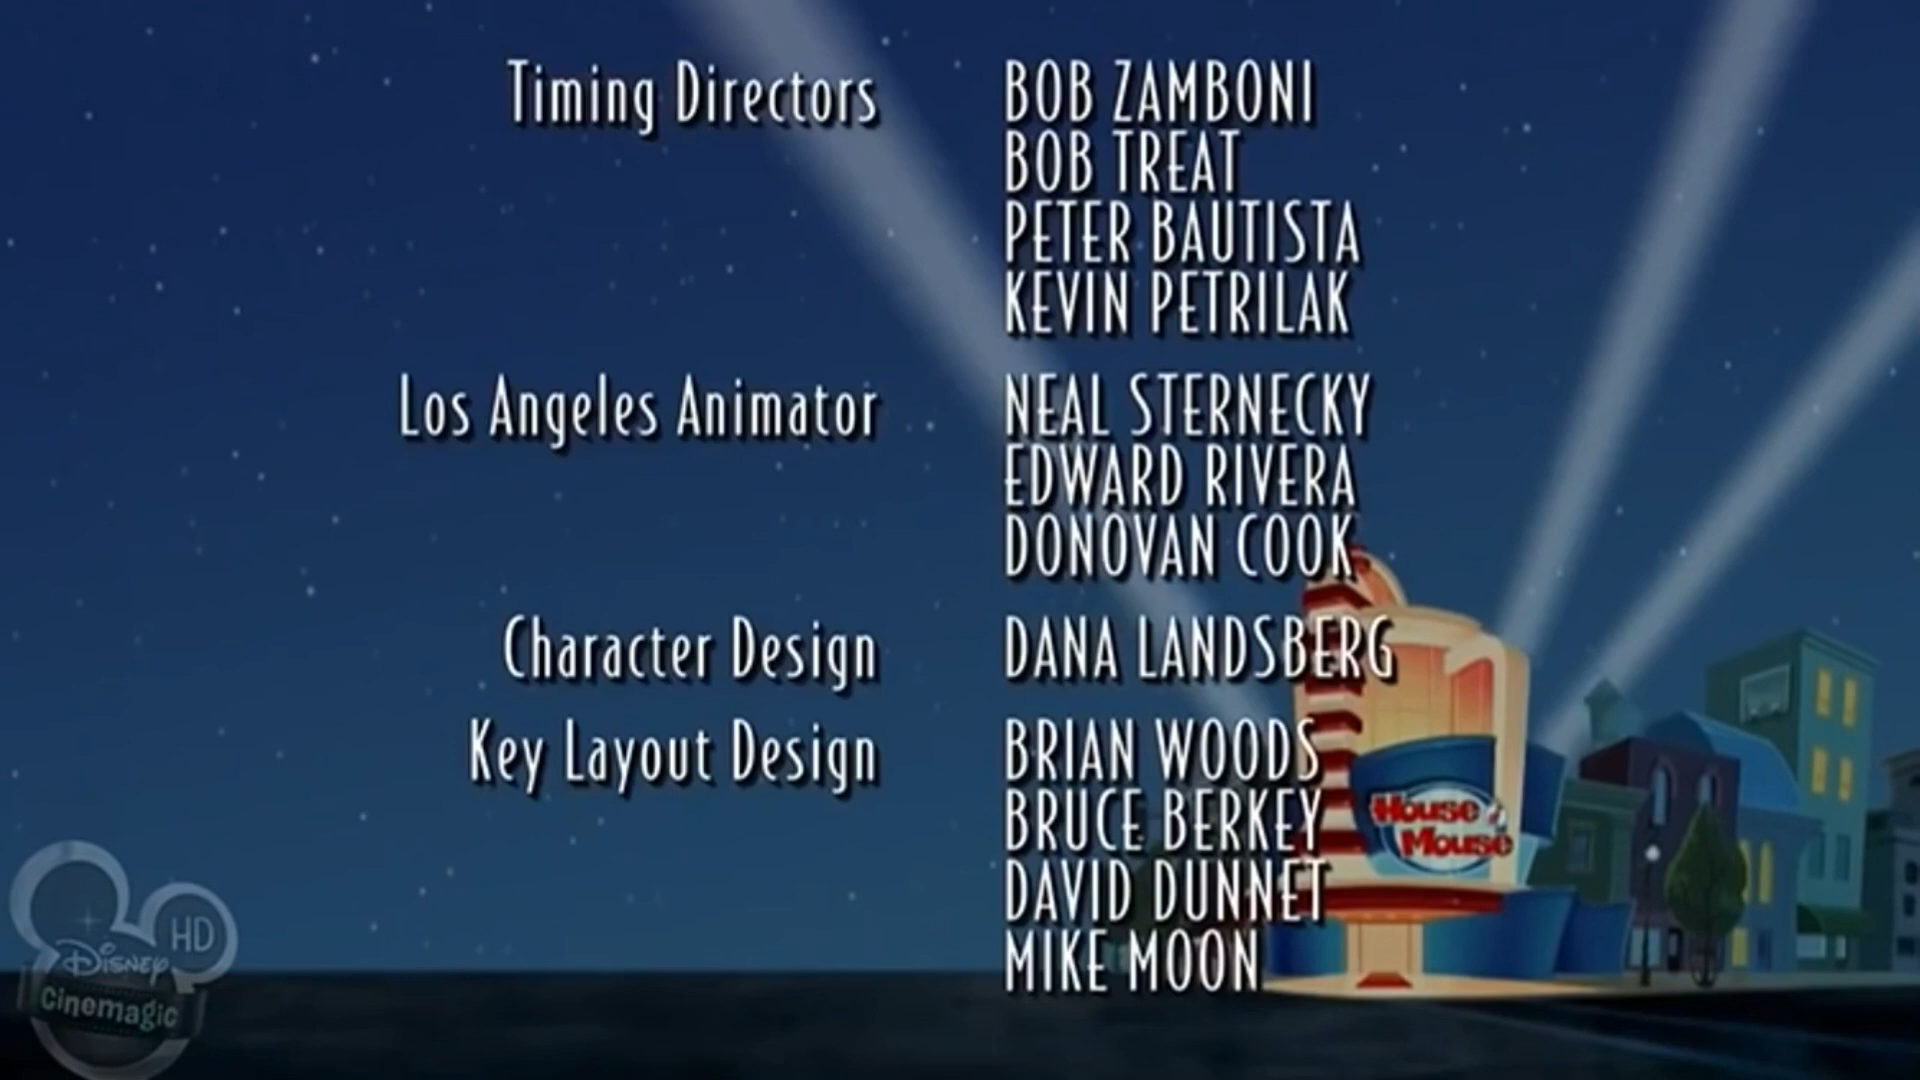 Timing Directors BOB ZAMBONI
BOB TREAT
PETER BAUTISTA
KEVIN PETRILAK
Los Angeles Animator NEAL STERNECKY
EDWARD RIVERA
DONOVAN COOK
Character Design DANA LANDSBERG
Key Layout Design BRIAN WOODS
BRUCE BERKEY
DAVID DUNNET
MIKE MOON
House of
Mouse
HD
Disney
Cinemagic